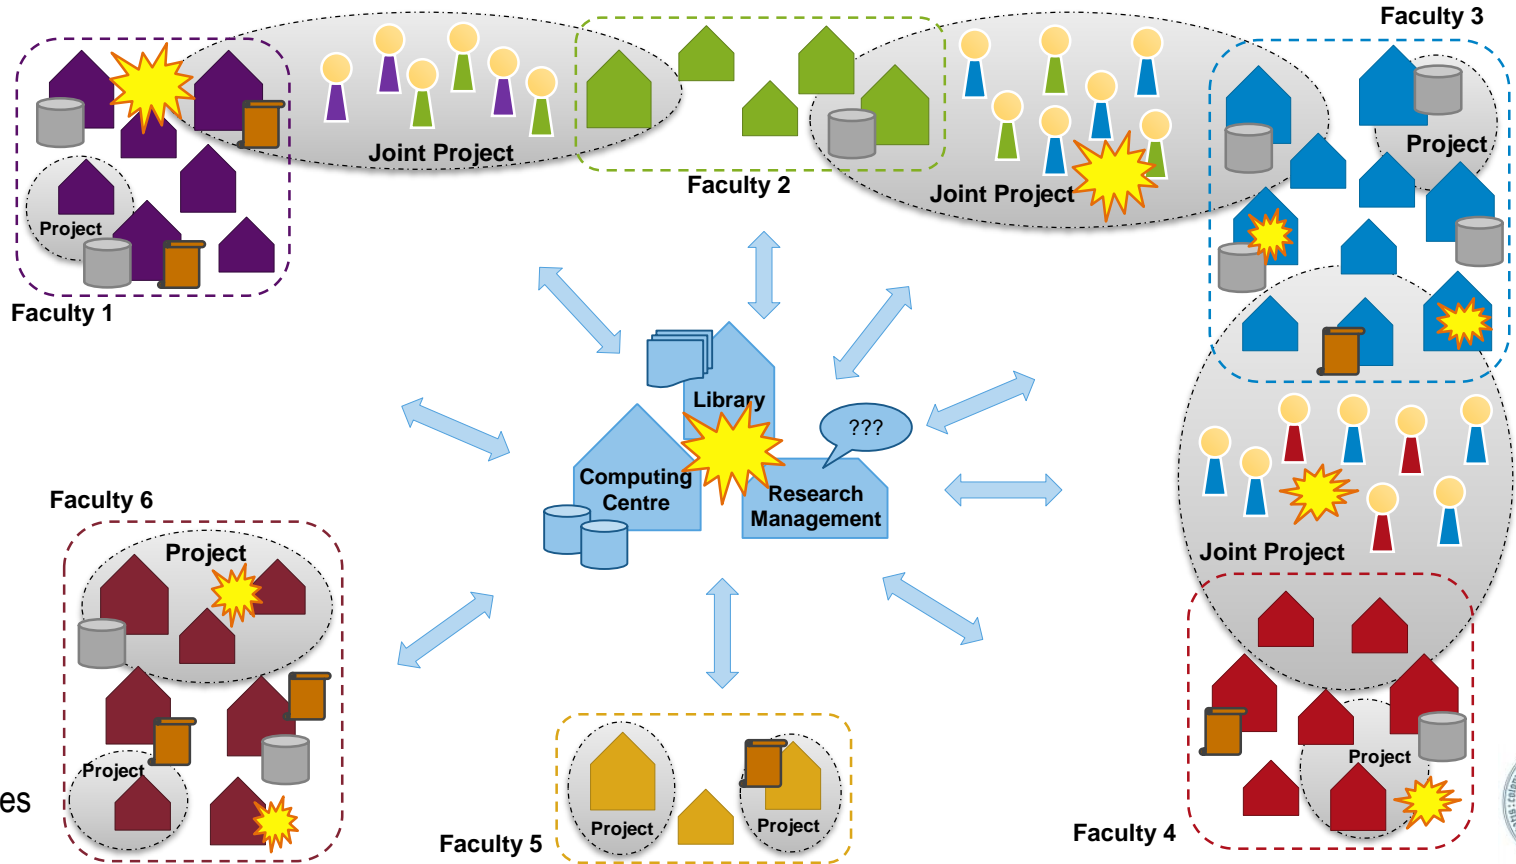 Faculty 3
Project
Joint Project
Faculty 2
Joint Project
Project
Faculty 1
Library
???
Computing
Centre
Research
Management
Faculty 6
Project
Joint Project
Project
Project
Project
Project
es
Faculty 5
Faculty 4